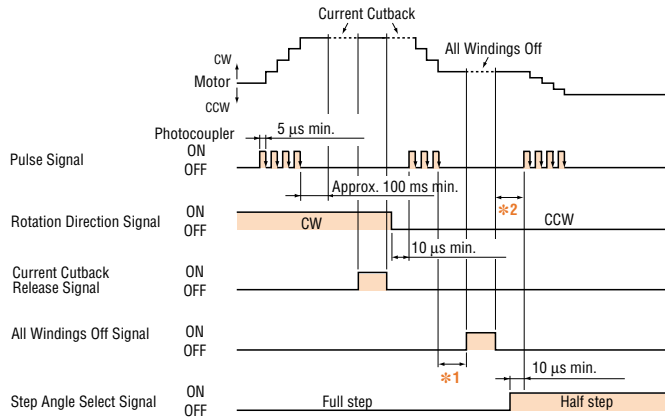 Current Cutback
All Windings Off
CW
Motor
CCW
Photocoupler
5 µs min.
Pulse Signal
ON
OFF
Approx. 100 ms min.
*2
Rotation Direction Signal
ON
OFF
CW
CCW
10 µs min.
Current Cutback
Release Signal
ON
OFF
All Windings Off Signal
ON
OFF
*1
10 µs min.
Step Angle Select Signal
ON
OFF
Full step
Half step